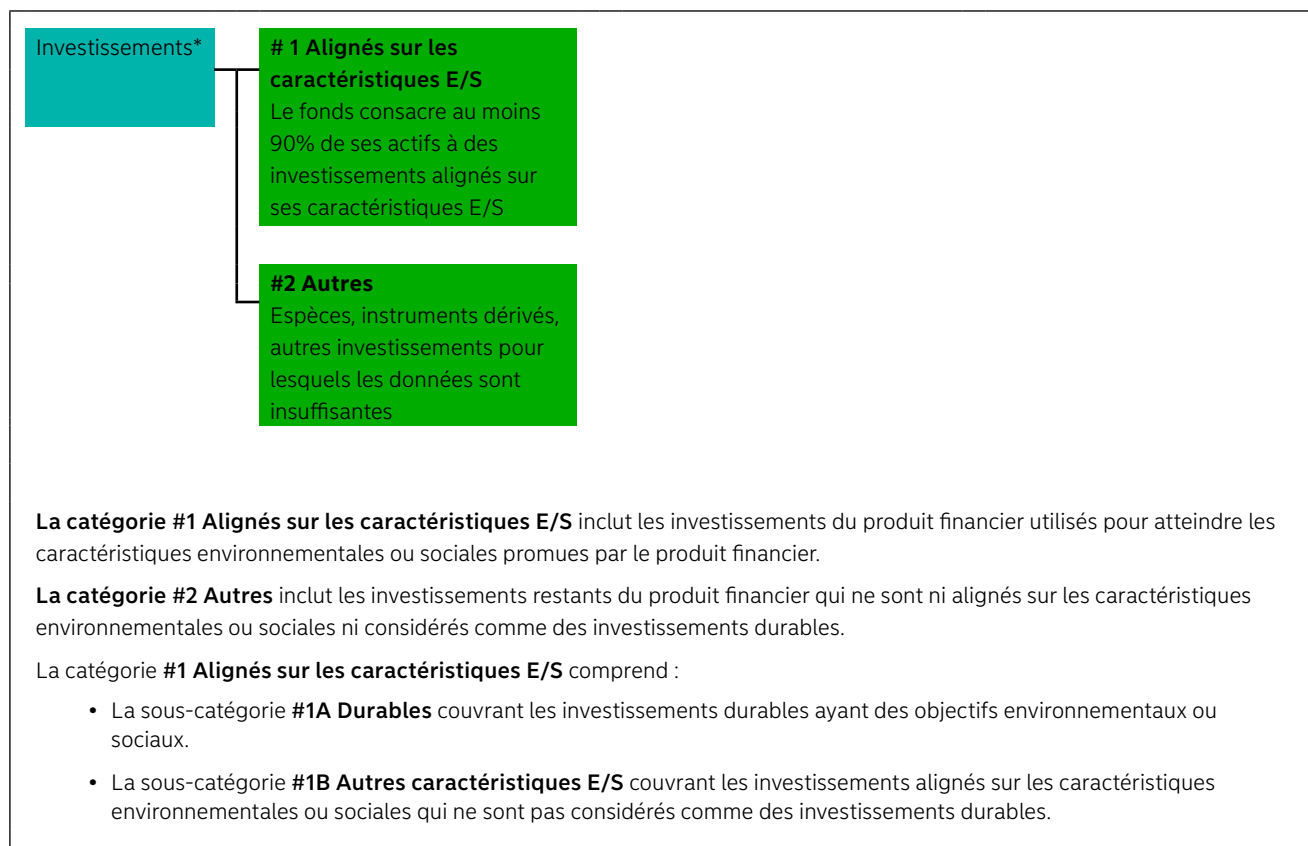 Investissements*
# 1 Alignés sur les
caractéristiques E/S
Le fonds consacre au moins
90% de ses actifs à des
investissements alignés sur
ses caractéristiques E/S
#2 Autres
Espèces, instruments dérivés,
autres investissements pour
lesquels les données sont
insuffisantes
La catégorie #1 Alignés sur les caractéristiques E/S inclut les investissements du produit financier utilisés pour atteindre les
caractéristiques environnementales ou sociales promues par le produit financier.
La catégorie #2 Autres inclut les investissements restants du produit financier qui ne sont ni alignés sur les caractéristiques
environnementales ou sociales ni considérés comme des investissements durables.
La catégorie #1 Alignés sur les caractéristiques E/S comprend :
• La sous-catégorie #1A Durables couvrant les investissements durables ayant des objectifs environnementaux ou
sociaux.
• La sous-catégorie #1B Autres caractéristiques E/S couvrant les investissements alignés sur les caractéristiques
environnementales ou sociales qui ne sont pas considérés comme des investissements durables.